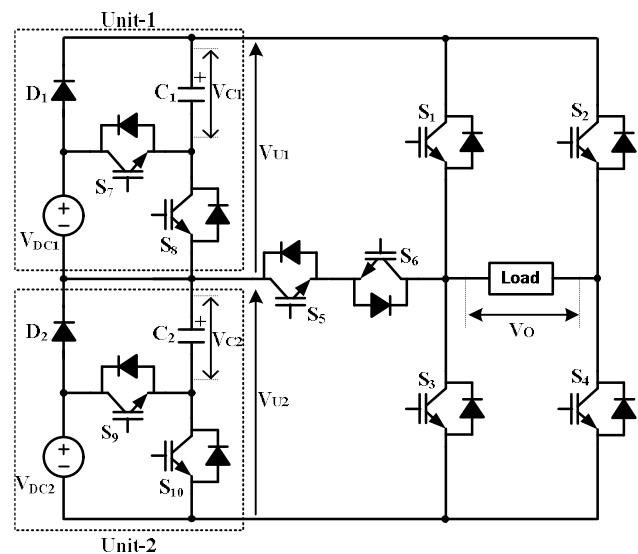 Unit-1
D1
C1
+
VC1
VU1
S1
S2
S7
+
−
VDC1
S8
S6
S5
Load
VO
D2
C2
+
VC2
VU2
S3
S4
S9
+
−
VDC2
S10
Unit-2